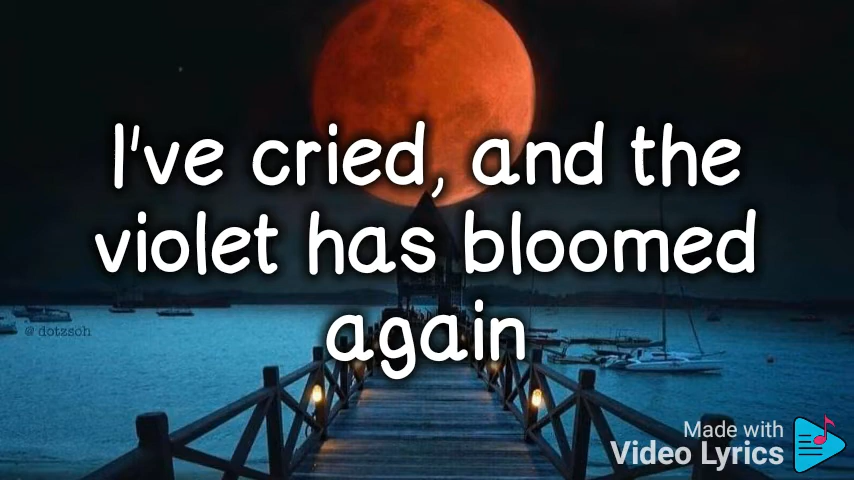 I've cried, and the
violet has bloomed
again
@ dotzsoh
Made with
Video Lyrics